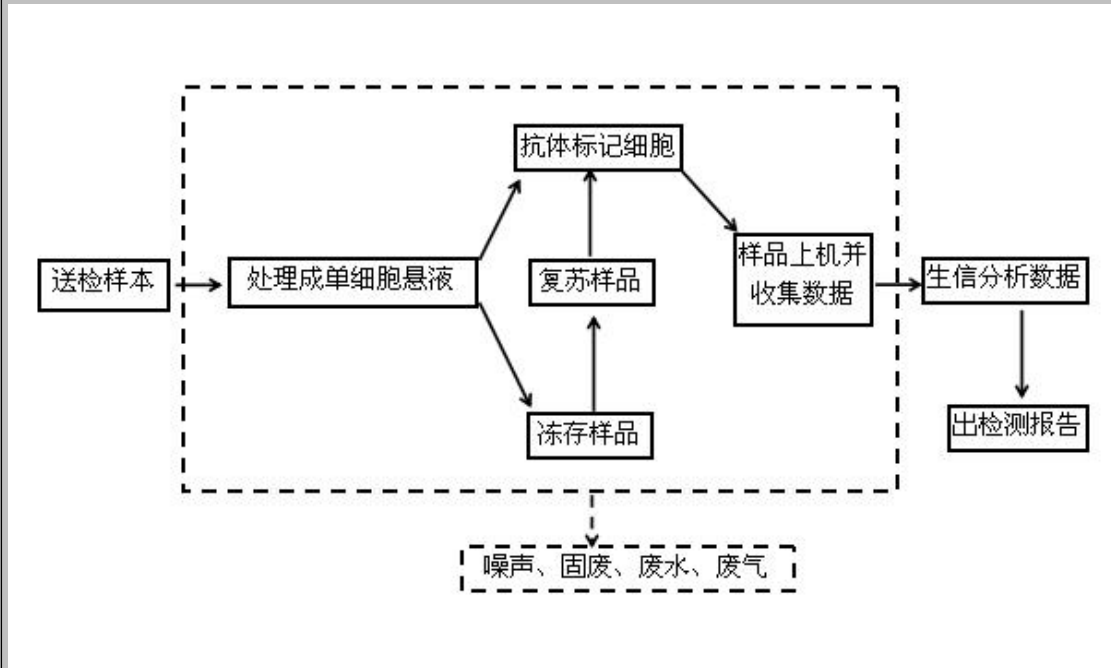 抗体标记细胞
送检样本
处理成单细胞悬液
复苏样品
样品上机并
收集数据
生信分析数据
冻存样品
出检测报告
噪声、固废、废水、废气